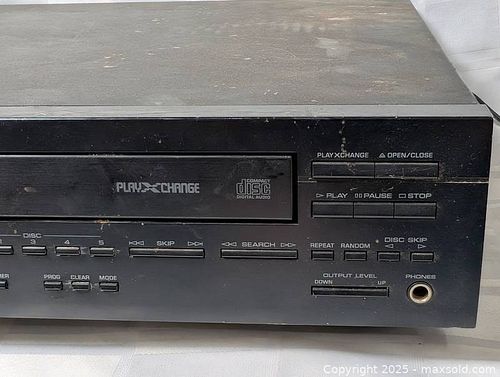 PLAYXCHANGE
△ OPEN/CLOSE
PLAYXCHANGE
COMPACT
disc
DIGITAL AUDIO
▷ PLAY
▯▯ PAUSE
□ STOP
DISC
3 4 5
◁◁ SKIP ▷▷
◁◁ SEARCH ▷▷
REPEAT
RANDOM
DISC SKIP
◁ ▷
PROG
CLEAR
MODE
OUTPUT LEVEL
DOWN UP
PHONES
Copyright © 2025 - maxsold.com